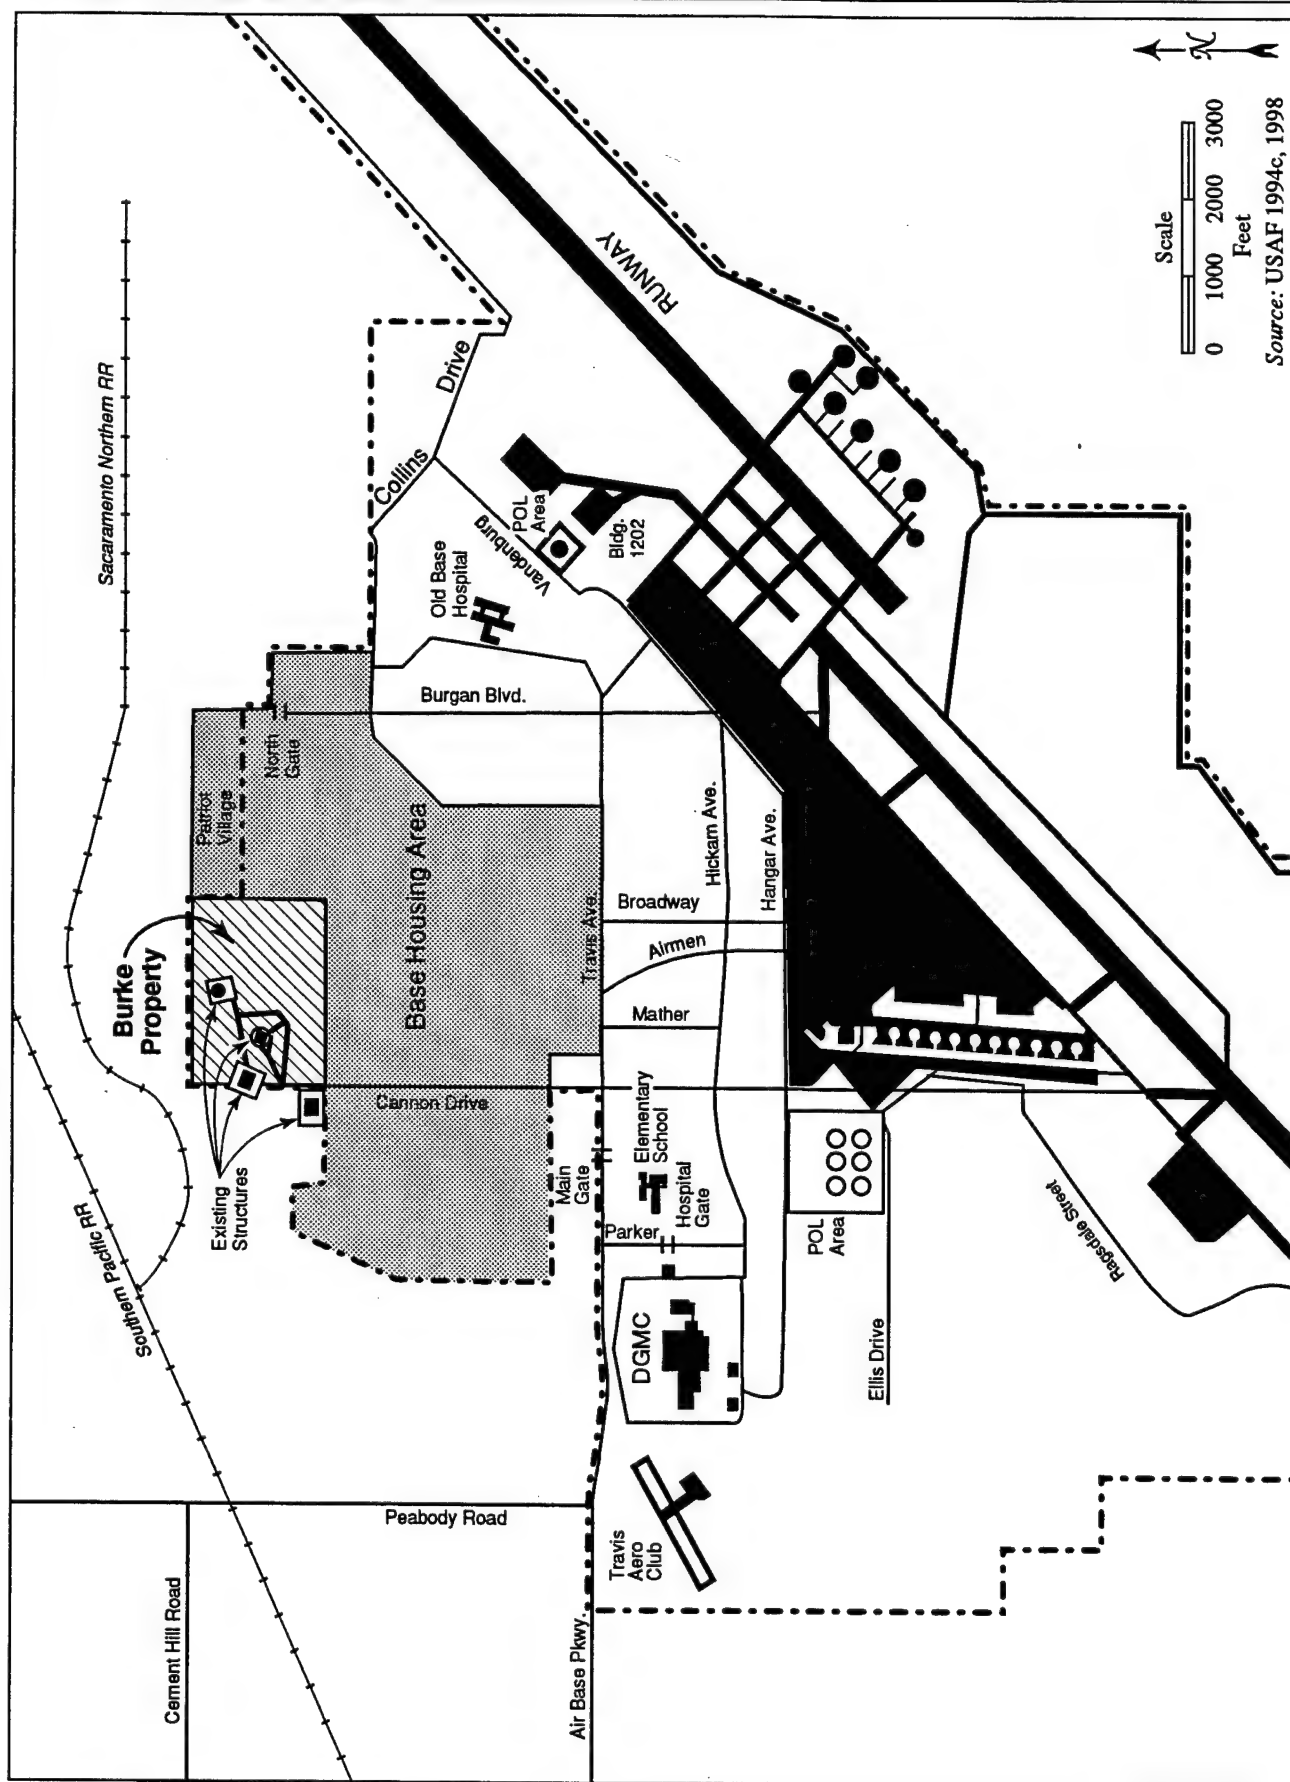 Sacaramento Northern RR
Southern Pacific RR
Burke
Property
Existing
Structures
Patriot
Village
North
Gate
Base Housing Area
Cannon Drive
Burgan Blvd.
Collins
Drive
Old Base
Hospital
Vandenburg
POL
Area
Bldg.
1202
RUNWAY
Cement Hill Road
Peabody Road
Air Base Pkwy.
Travis Ave.
Main
Gate
Elementary
School
Hospital
Gate
Parker
Mather
Airmen
Broadway
Hickam Ave.
Hangar Ave.
DGMC
Travis
Aero
Club
POL
Area
Ellis Drive
Ragsdale Street
N
Scale
0 1000 2000 3000
Feet
Source: USAF 1994c, 1998